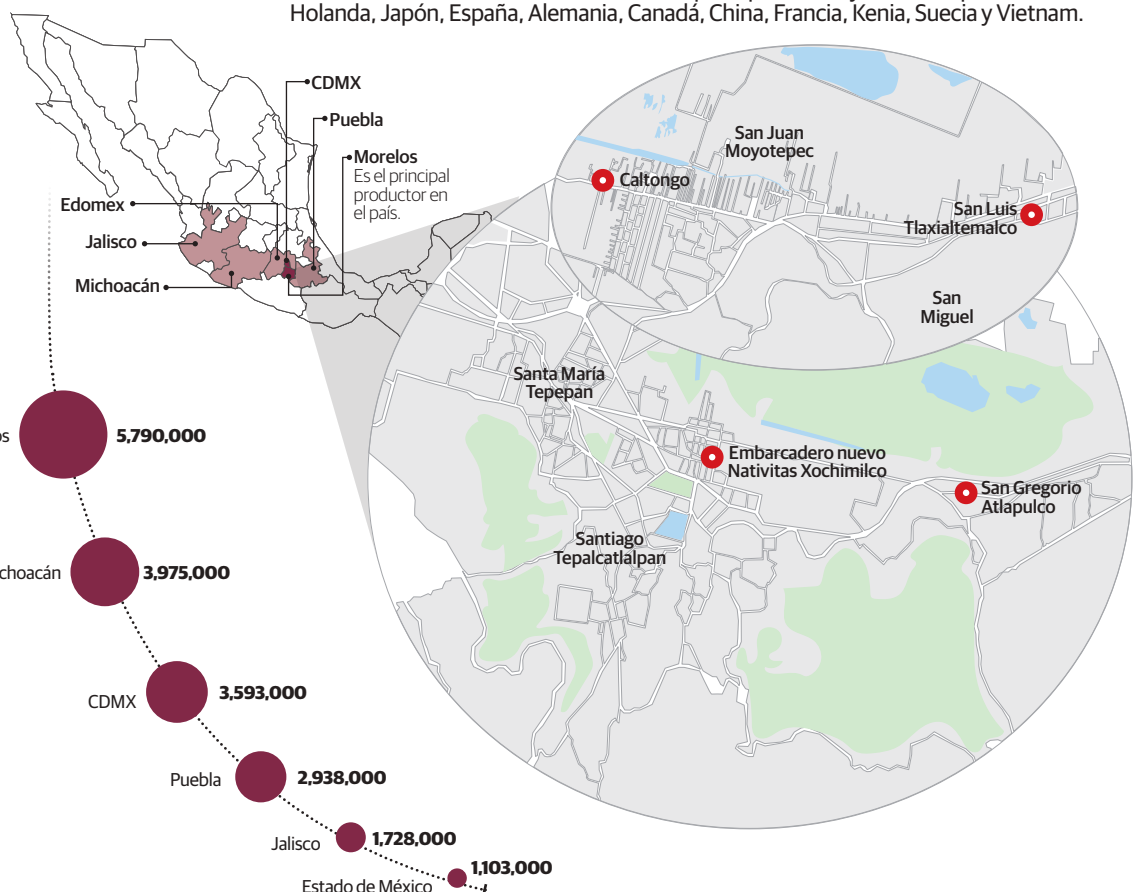 Holanda, Japón, España, Alemania, Canadá, China, Francia, Kenia, Suecia y Vietnam.
CDMX
Puebla
Morelos
Es el principal
productor en
el país.
Edomex
Jalisco
Michoacán
San Juan
Moyotepec
Caltongo
San Luis
Tlaxialtemalco
San
Miguel
Santa María
Tepepan
Embarcadero nuevo
Nativitas Xochimilco
San Gregorio
Atlapulco
Santiago
Tepalcatlalpan
os
5,790,000
choacán
3,975,000
CDMX
3,593,000
Puebla
2,938,000
Jalisco
1,728,000
Estado de México
1,103,000